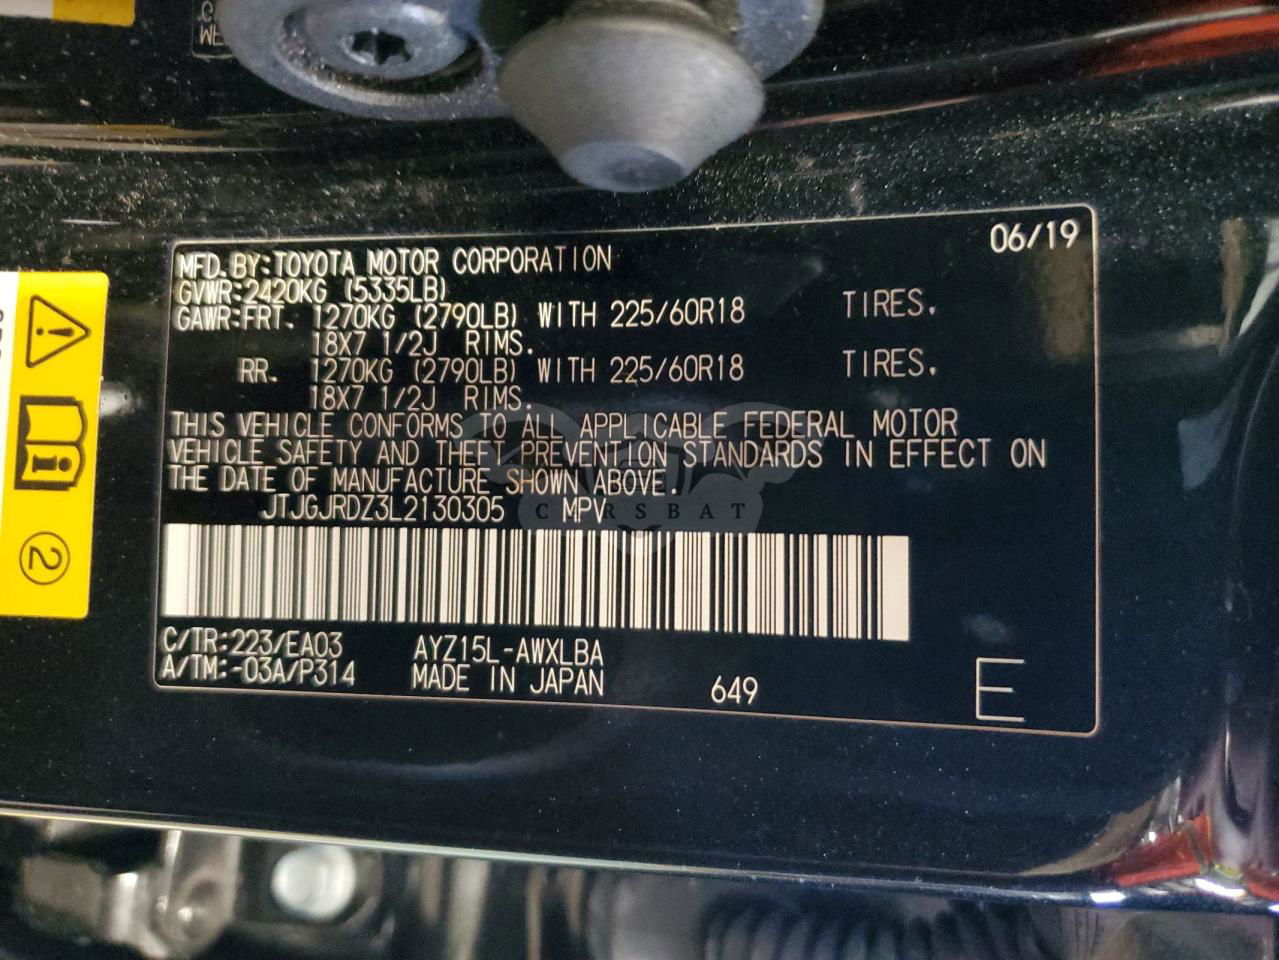 WE
06/19
MFD. BY: TOYOTA MOTOR CORPORATION
GVWR: 2420KG (5335LB)
GAWR: FRT. 1270KG (2790LB) WITH 225/60R18 TIRES.
18X7 1/2J RIMS.
RR. 1270KG (2790LB) WITH 225/60R18 TIRES.
18X7 1/2J RIMS.
THIS VEHICLE CONFORMS TO ALL APPLICABLE FEDERAL MOTOR
VEHICLE SAFETY AND THEFT PREVENTION STANDARDS IN EFFECT ON
THE DATE OF MANUFACTURE SHOWN ABOVE.
JTJGJRDZ3L2130305 MPV
CARSBAT
C/TR: 223/EA03 AYZ15L-AWXLBA
A/TM: -03A/P314 MADE IN JAPAN 649 E
2